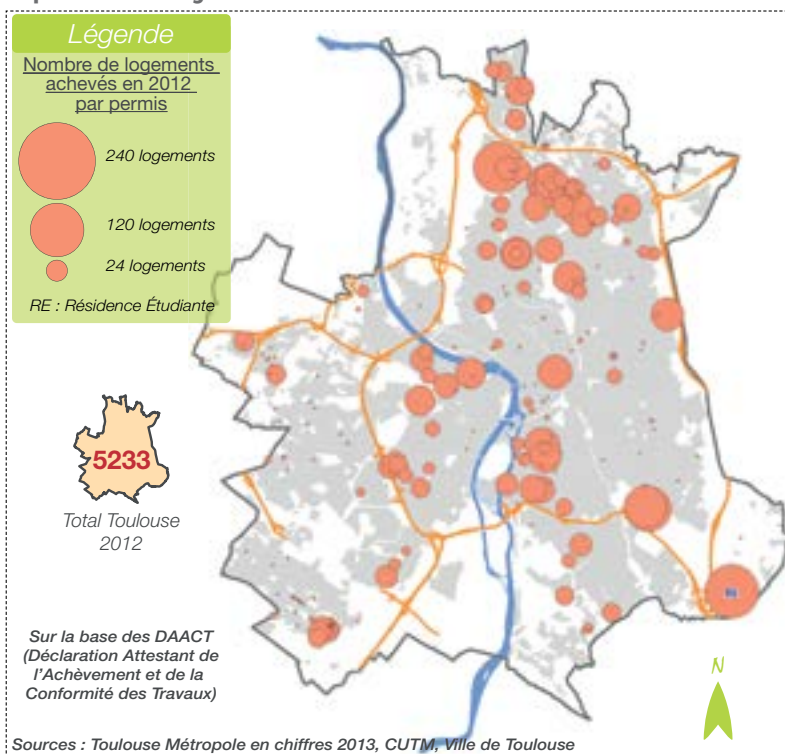 Légende
Nombre de logements
achevés en 2012
par permis
240 logements
120 logements
24 logements
RE : Résidence Étudiante
5233
Total Toulouse
2012
Sur la base des DAACT
(Déclaration Attestant de
l'Achèvement et de la
Conformité des Travaux)
N
Sources : Toulouse Métropole en chiffres 2013, CUTM, Ville de Toulouse